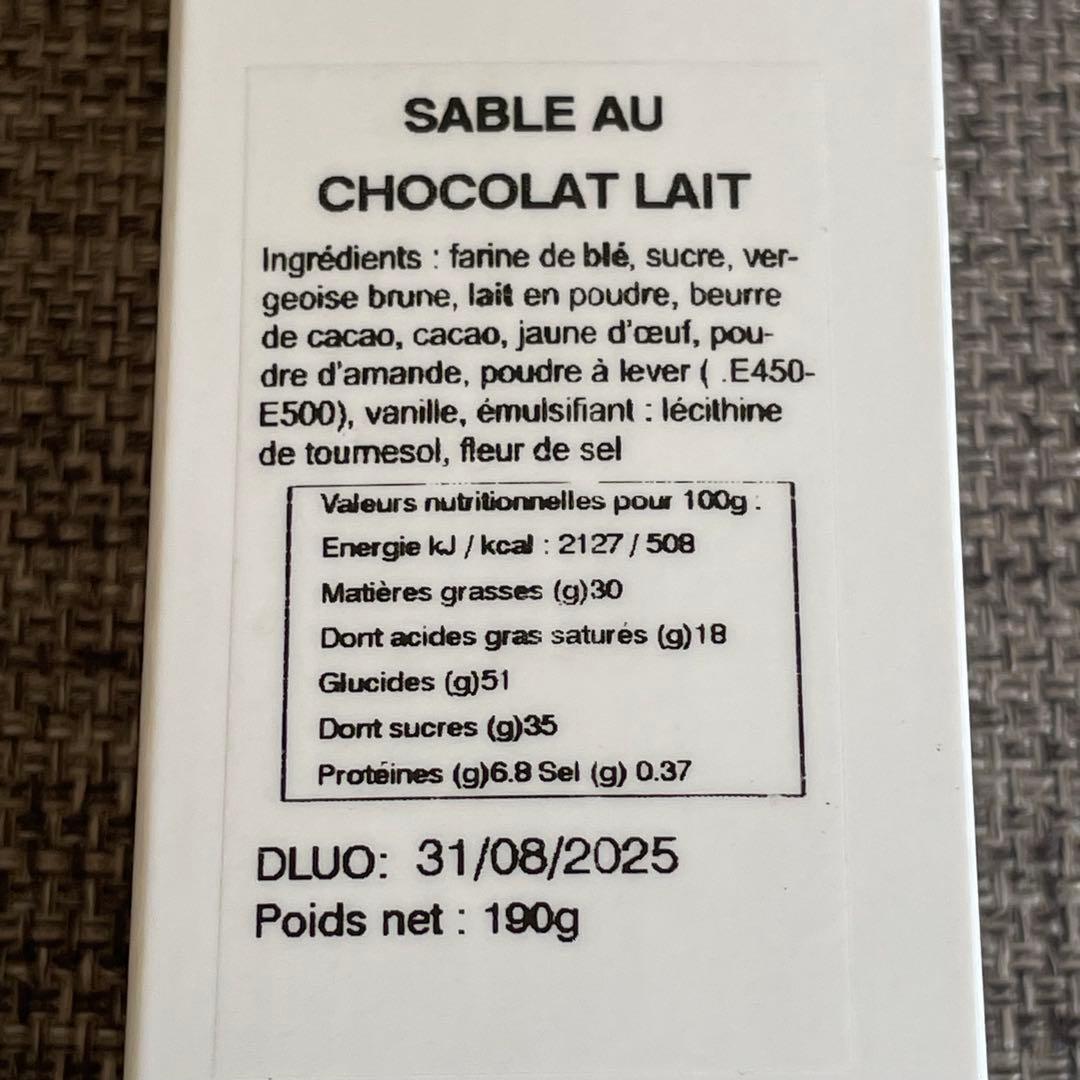 SABLE AU
CHOCOLAT LAIT
Ingrédients : farine de blé, sucre, ver-
geoise brune, lait en poudre, beurre
de cacao, cacao, jaune d'œuf, pou-
dre d'amande, poudre à lever ( .E450-
E500), vanille, émulsifiant : lécithine
de tournesol, fleur de sel
Valeurs nutritionnelles pour 100g :
Energie kJ / kcal : 2127 / 508
Matières grasses (g)30
Dont acides gras saturés (g)18
Glucides (g)51
Dont sucres (g)35
Protéines (g)6.8 Sel (g) 0.37
DLUO: 31/08/2025
Poids net : 190g